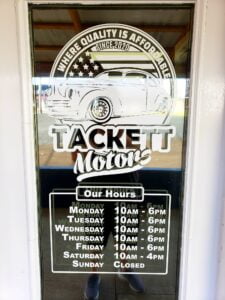 WHERE QUALITY IS AFFORDABLE
SINCE 2020
TACKETT
Motors
Our Hours
MONDAY 10AM - 6PM
TUESDAY 10AM - 6PM
WEDNESDAY 10AM - 6PM
THURSDAY 10AM - 6PM
FRIDAY 10AM - 6PM
SATURDAY 10AM - 4PM
SUNDAY CLOSED